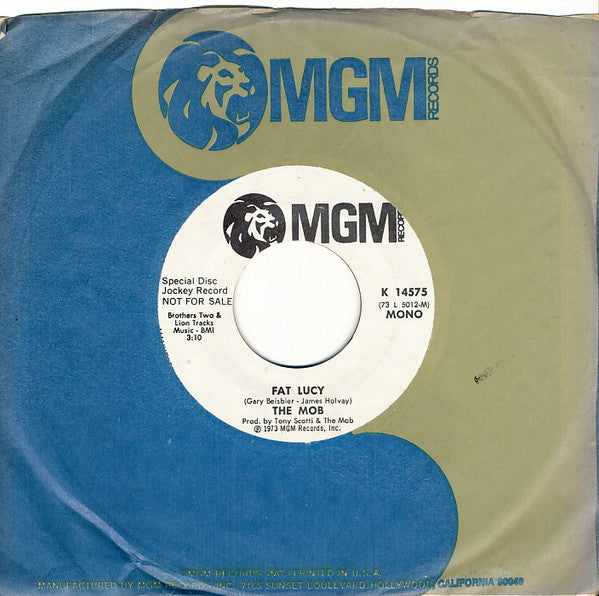 MGM
RECORDS
MGM
RECORDS
Special Disc
Jockey Record
NOT FOR SALE
Brothers Two &
Lion Tracks
Music - BMI
3:10
K 14575
(73 L 5012-M)
MONO
FAT LUCY
(Gary Beisbier - James Holvay)
THE MOB
Prod. by Tony Scotti & The Mob
℗ 1973 MGM Records, Inc.
MGM RECORDS INC./PRINTED IN U.S.A.
MANUFACTURED BY MGM RECORDS, INC., 7165 SUNSET BOULEVARD, HOLLYWOOD, CALIFORNIA 90046